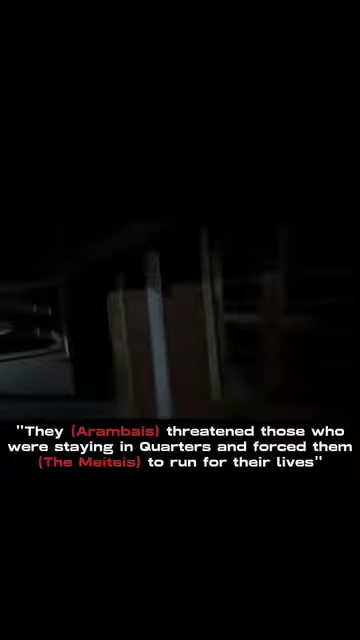 "They (Arambais) threatened those who
were staying in Quarters and forced them
(The Meiteis) to run for their lives"